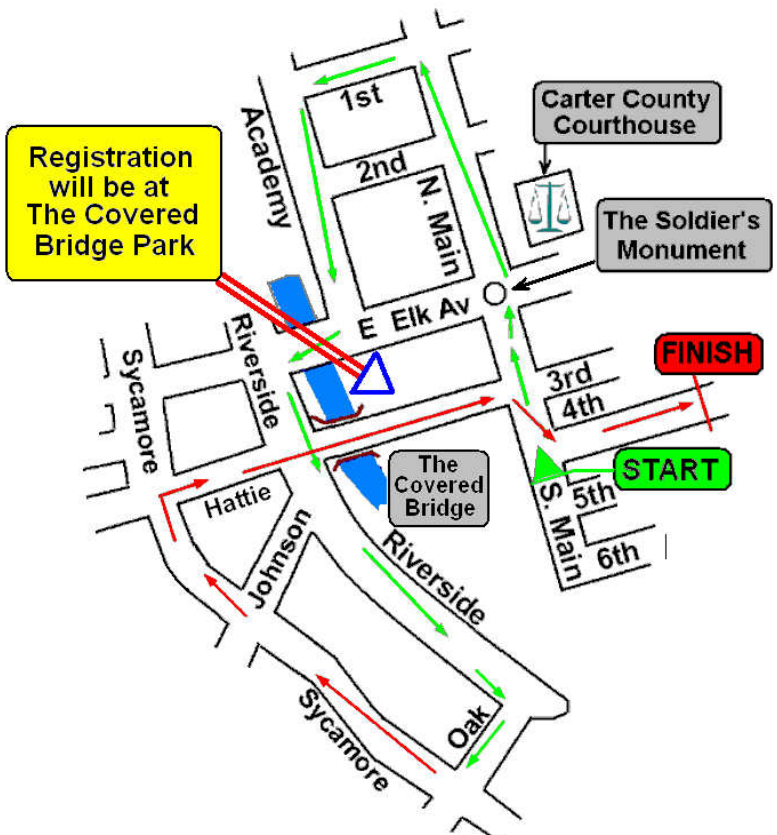 1st
2nd
Academy
N. Main
Carter County
Courthouse
Registration
will be at
The Covered
Bridge Park
The Soldier's
Monument
E Elk Av
Riverside
Sycamore
FINISH
3rd
4th
START
5th
6th
S. Main
The
Covered
Bridge
Hattie
Johnson
Riverside
Oak
Sycamore